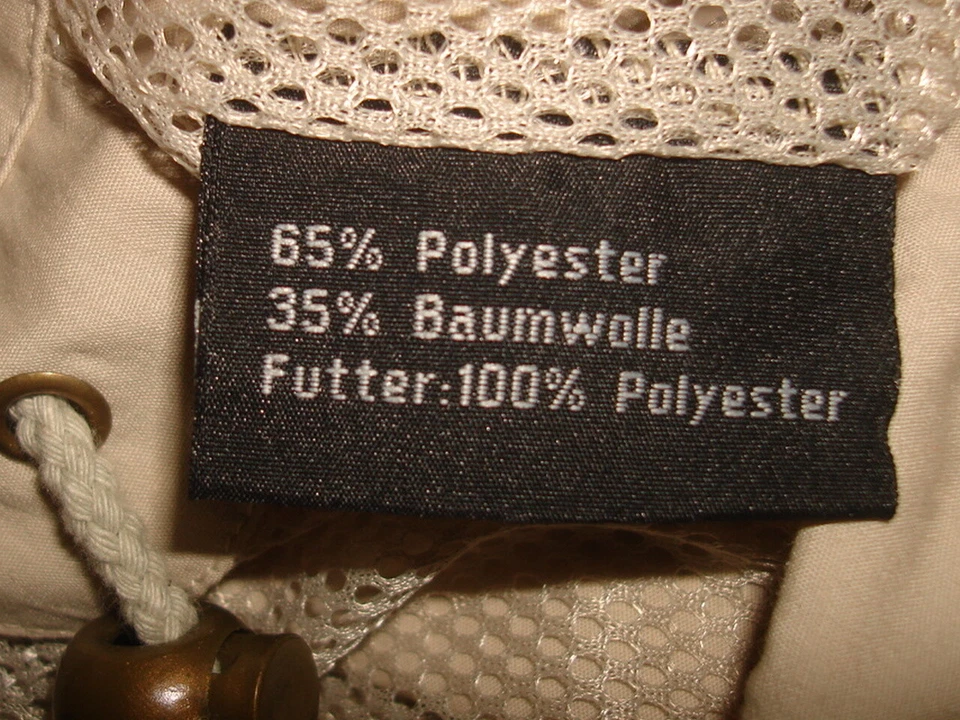 65% Polyester
35% Baumwolle
Futter:100% Polyester